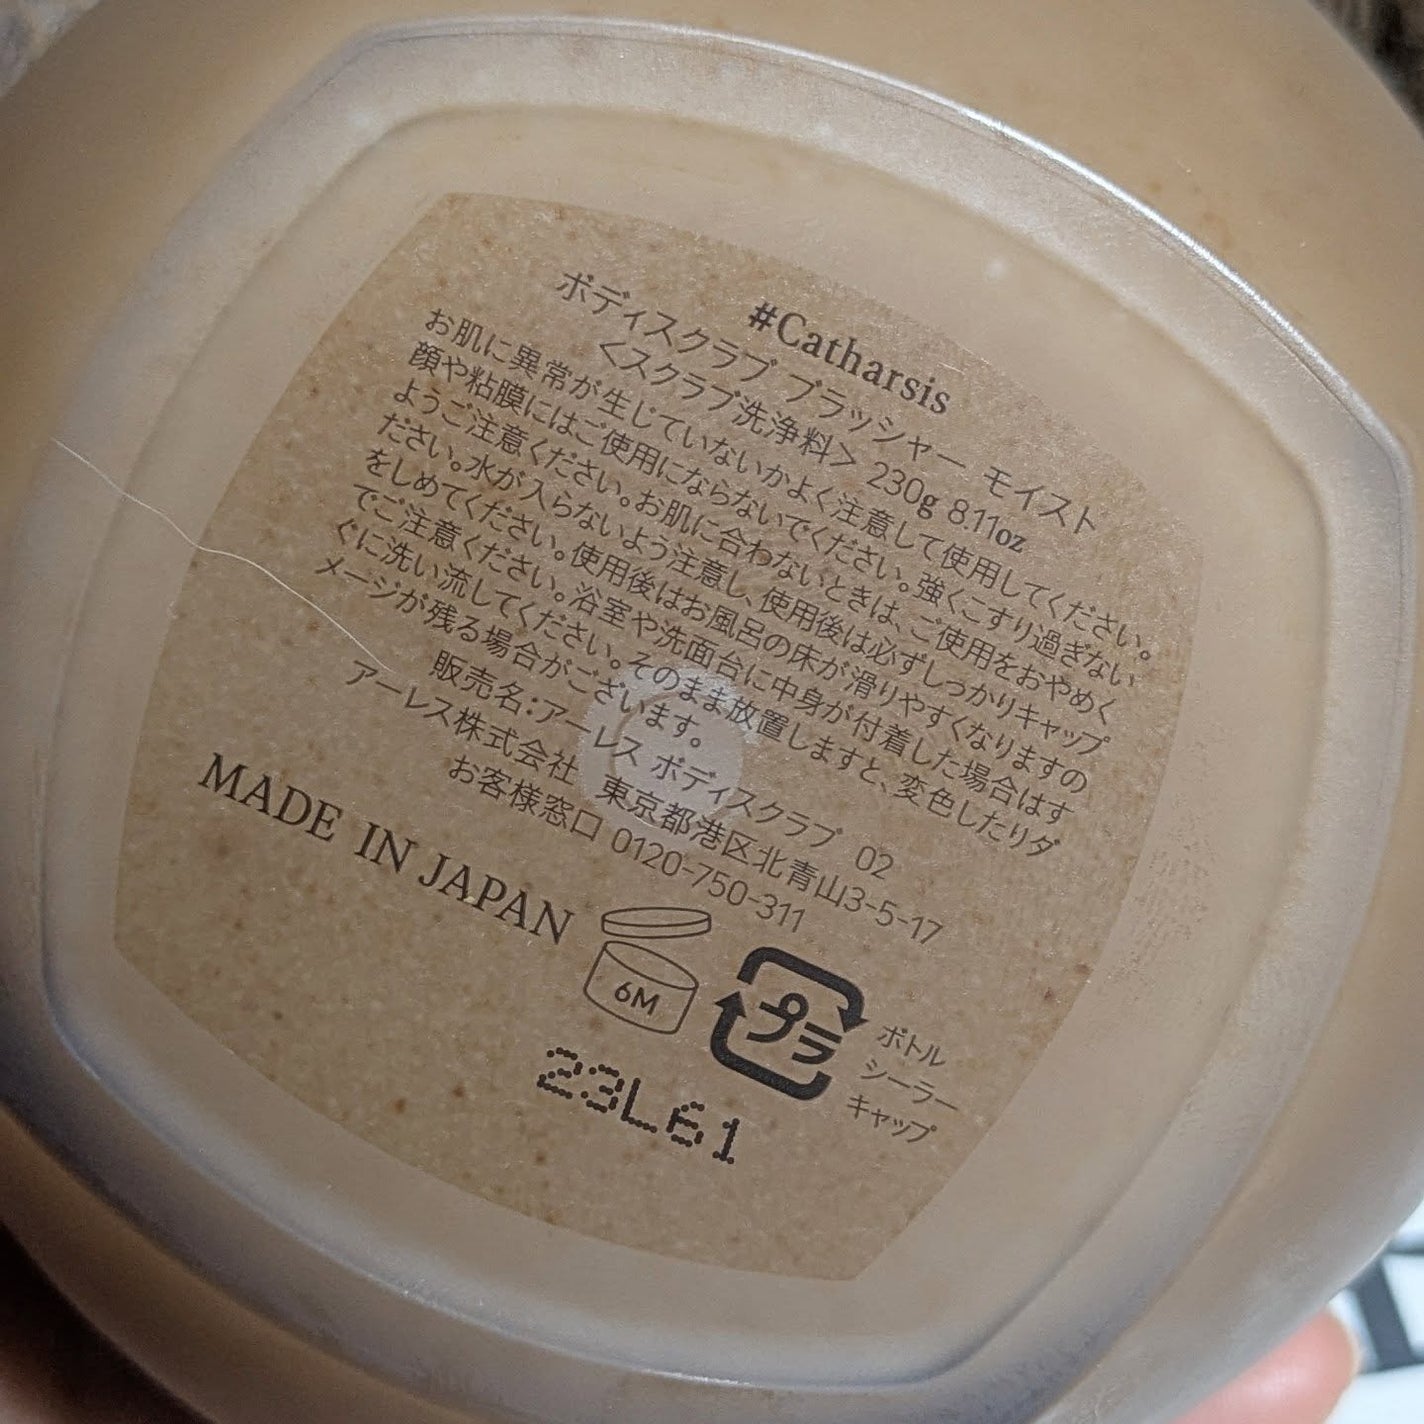 #Catharsis
ボディスクラブ ブラッシャー モイスト
<スクラブ洗浄料> 230g 8.11oz
お肌に異常が生じていないかよく注意して使用してください。
顔や粘膜にはご使用にならないでください。強くこすり過ぎない
ようご注意ください。お肌に合わないときは、ご使用をおやめく
ださい。水が入らないよう注意し、使用後は必ずしっかりキャップ
をしめてください。使用後はお風呂の床が滑りやすくなりますの
でご注意ください。浴室や洗面台に中身が付着した場合はす
ぐに洗い流してください。そのまま放置しますと、変色したりダ
メージが残る場合がございます。
販売名:アーレス ボディスクラブ 02
アーレス株式会社 東京都港区北青山3-5-17
お客様窓口 0120-750-311
MADE IN JAPAN
6M
プラ
ボトル
シーラー
キャップ
23L61